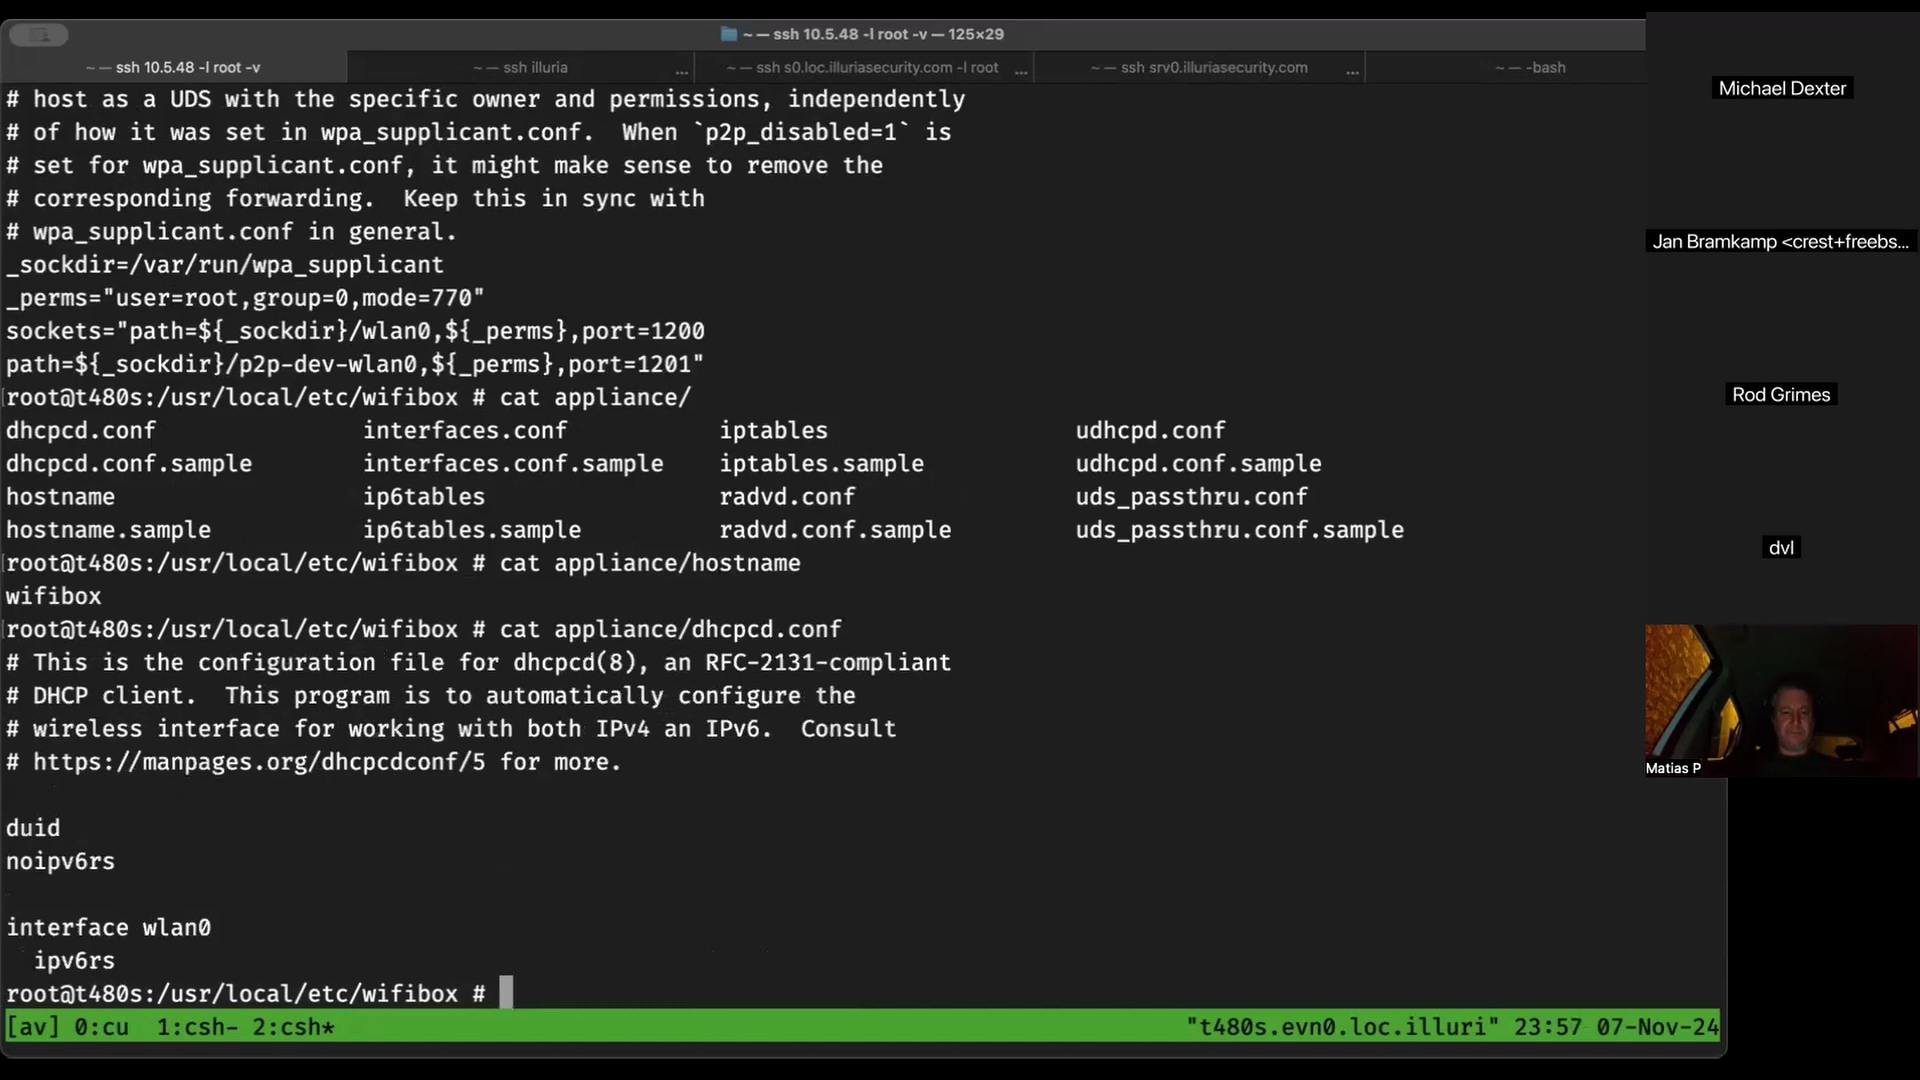 ~ — ssh 10.5.48 -l root -v — 125×29
~ — ssh 10.5.48 -l root -v
~ — ssh illuria ...
~ — ssh s0.loc.illuriasecurity.com -l root ...
~ — ssh srv0.illuriasecurity.com ...
~ — -bash
# host as a UDS with the specific owner and permissions, independently
# of how it was set in wpa_supplicant.conf.  When `p2p_disabled=1` is
# set for wpa_supplicant.conf, it might make sense to remove the
# corresponding forwarding.  Keep this in sync with
# wpa_supplicant.conf in general.
_sockdir=/var/run/wpa_supplicant
_perms="user=root,group=0,mode=770"
sockets="path=${_sockdir}/wlan0,${_perms},port=1200
path=${_sockdir}/p2p-dev-wlan0,${_perms},port=1201"
root@t480s:/usr/local/etc/wifibox # cat appliance/
dhcpcd.conf interfaces.conf iptables udhcpd.conf
dhcpcd.conf.sample interfaces.conf.sample iptables.sample udhcpd.conf.sample
hostname ip6tables radvd.conf uds_passthru.conf
hostname.sample ip6tables.sample radvd.conf.sample uds_passthru.conf.sample
root@t480s:/usr/local/etc/wifibox # cat appliance/hostname
wifibox
root@t480s:/usr/local/etc/wifibox # cat appliance/dhcpcd.conf
# This is the configuration file for dhcpcd(8), an RFC-2131-compliant
# DHCP client.  This program is to automatically configure the
# wireless interface for working with both IPv4 an IPv6.  Consult
# https://manpages.org/dhcpcdconf/5 for more.
duid
noipv6rs
interface wlan0
  ipv6rs
root@t480s:/usr/local/etc/wifibox #
[av] 0:cu  1:csh- 2:csh* "t480s.evn0.loc.illuri" 23:57 07-Nov-24
Michael Dexter
Jan Bramkamp <crest+freebs...
Rod Grimes
dvl
Matias P